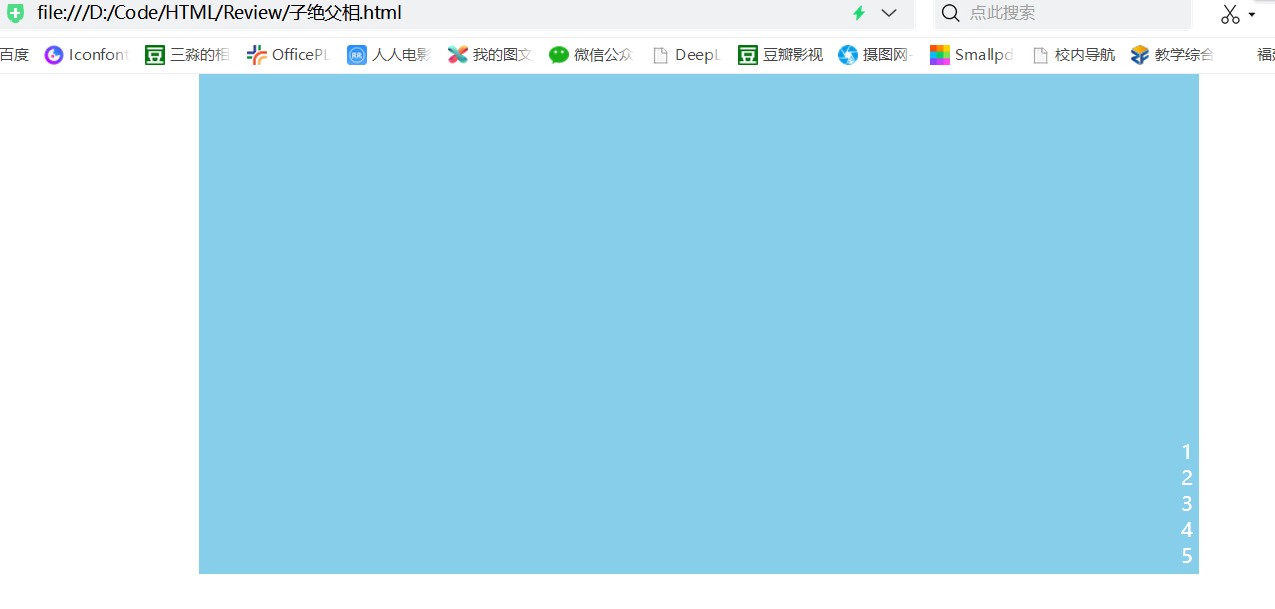 file:///D:/Code/HTML/Review/子绝父相.html 点此搜索
百度 Iconfont 三淼的相 OfficePL 人人电影 我的图文 微信公众 DeepL 豆瓣影视 摄图网- Smallpd 校内导航 教学综合 福建
1
2
3
4
5